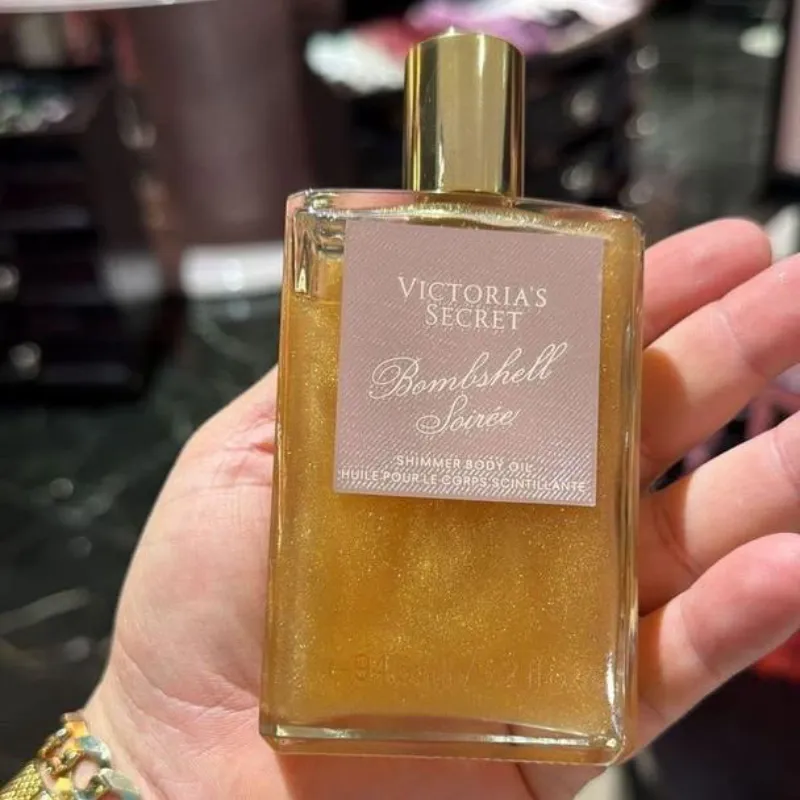 VICTORIA'S
SECRET
Bombshell
Soirée
SHIMMER BODY OIL
HUILE POUR LE CORPS SCINTILLANTE